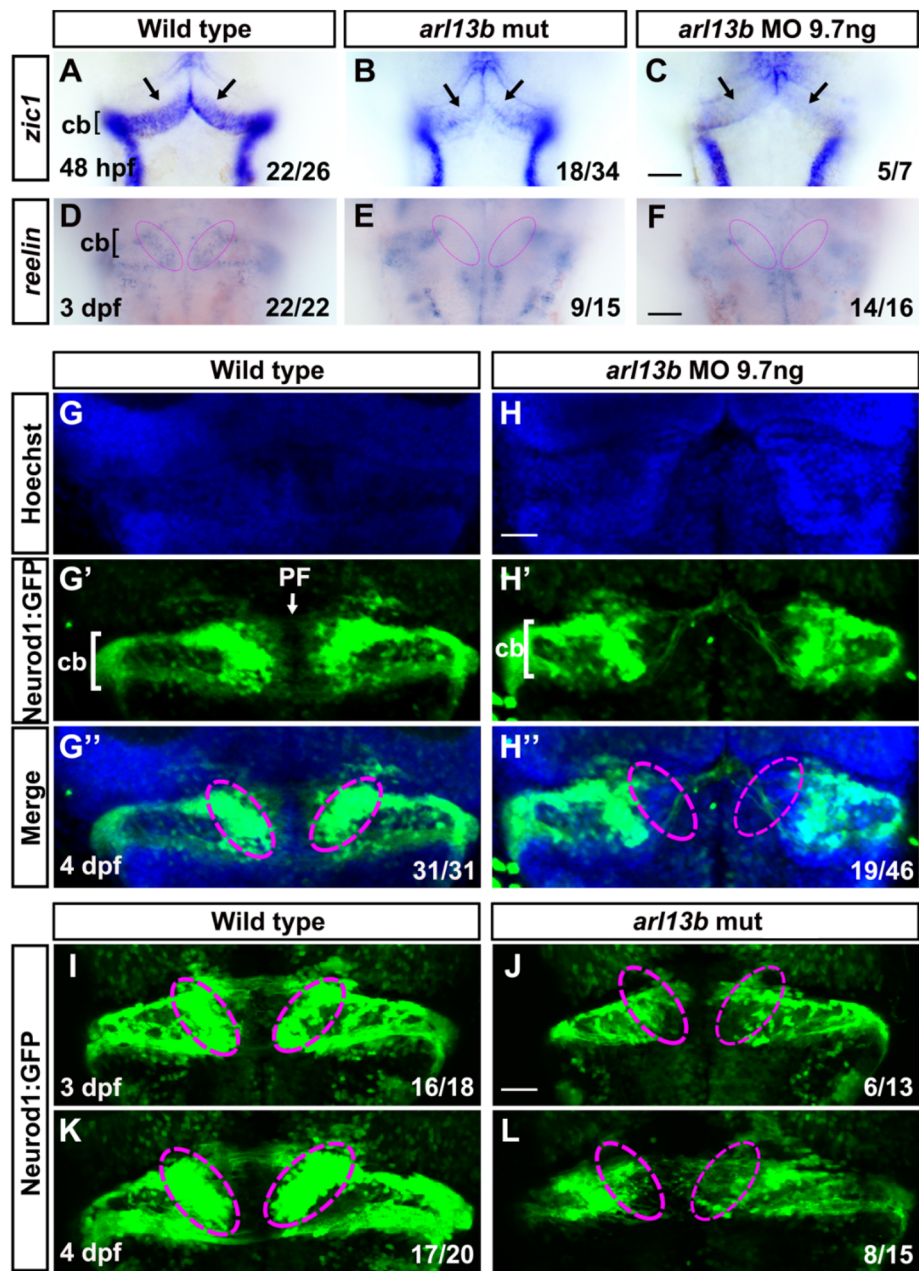 Wild type
arl13b mut
arl13b MO 9.7ng
zic1
A
cb
48 hpf
22/26
B
18/34
C
5/7
reelin
D
cb
3 dpf
22/22
E
9/15
F
14/16
Wild type
arl13b MO 9.7ng
Hoechst
G
H
Neurod1:GFP
G’
PF
cb
H’
cb
Merge
G’’
4 dpf
31/31
H’’
19/46
Wild type
arl13b mut
Neurod1:GFP
I
3 dpf
16/18
J
6/13
K
4 dpf
17/20
L
8/15